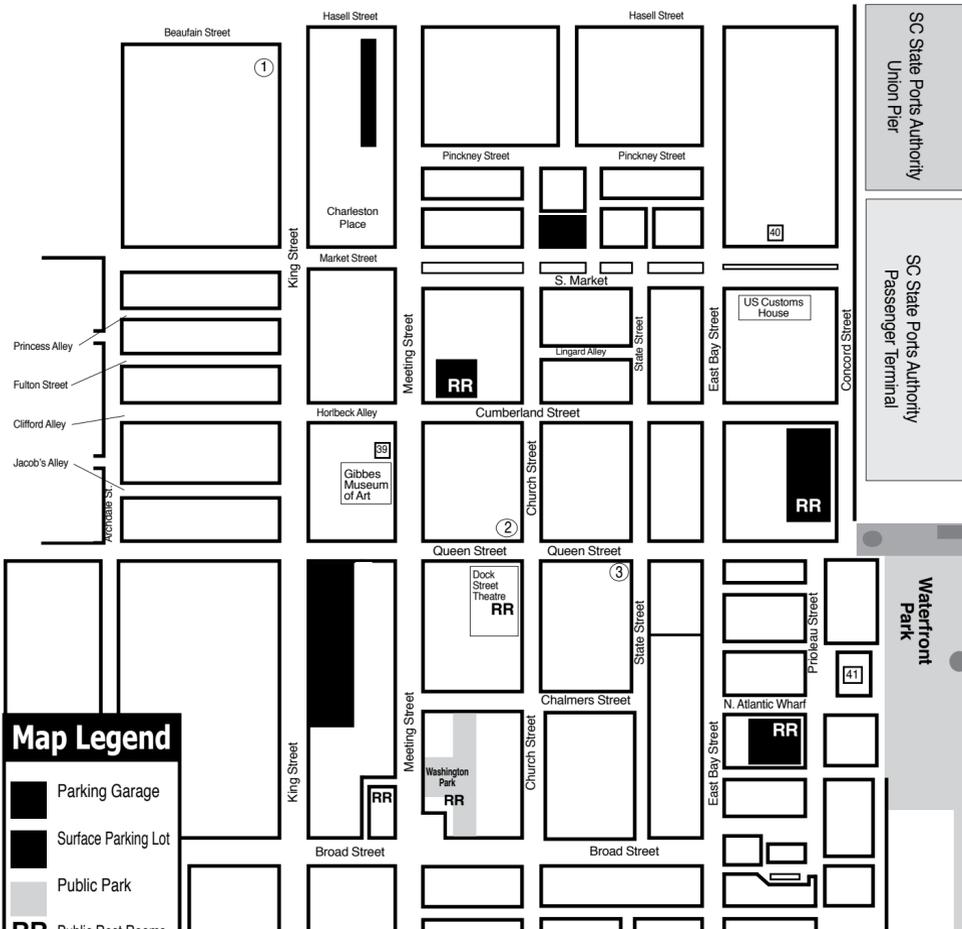 Hasell Street
Hasell Street
Beaufain Street
1
SC State Ports Authority
Union Pier
Pinckney Street
Pinckney Street
Charleston
Place
40
King Street
Market Street
S. Market
SC State Ports Authority
Passenger Terminal
US Customs
House
Princess Alley
Meeting Street
State Street
East Bay Street
Concord Street
Lingard Alley
Fulton Street
RR
Clifford Alley
Horlbeck Alley
Cumberland Street
39
Jacob's Alley
Gibbes
Museum
of Art
Church Street
RR
Archdale St.
2
Queen Street
Queen Street
Dock
Street
Theatre
RR
3
State Street
Prioleau Street
Waterfront
Park
41
Chalmers Street
N. Atlantic Wharf
Map Legend
King Street
Meeting Street
Church Street
East Bay Street
RR
Washington
Park
RR
RR
Parking Garage
Surface Parking Lot
Broad Street
Broad Street
Public Park
RR Public Rest Rooms